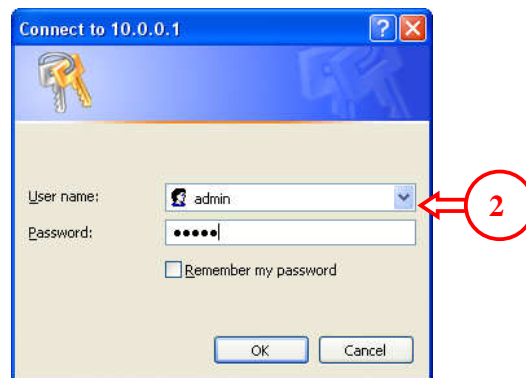 Connect to 10.0.0.1
User name: admin
2
Password: •••••
Remember my password
OK Cancel